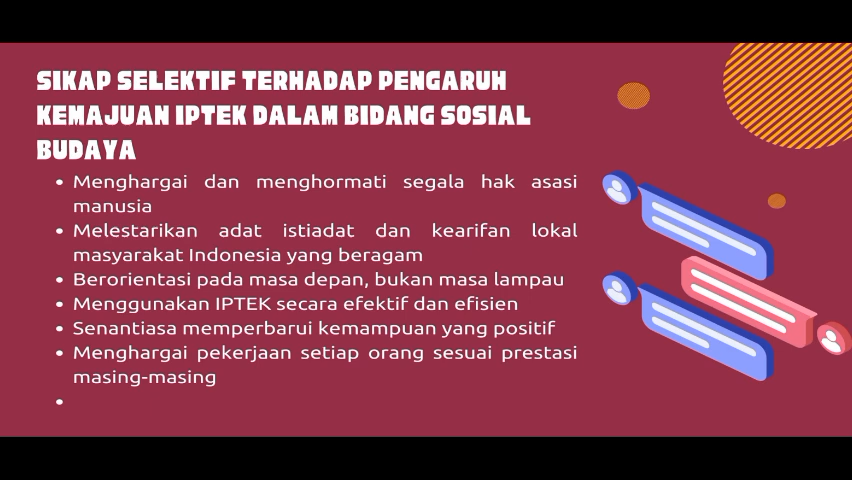 SIKAP SELEKTIF TERHADAP PENGARUH
KEMAJUAN IPTEK DALAM BIDANG SOSIAL
BUDAYA
• Menghargai dan menghormati segala hak asasi
manusia
• Melestarikan adat istiadat dan kearifan lokal
masyarakat Indonesia yang beragam
• Berorientasi pada masa depan, bukan masa lampau
• Menggunakan IPTEK secara efektif dan efisien
• Senantiasa memperbarui kemampuan yang positif
• Menghargai pekerjaan setiap orang sesuai prestasi
masing-masing
•